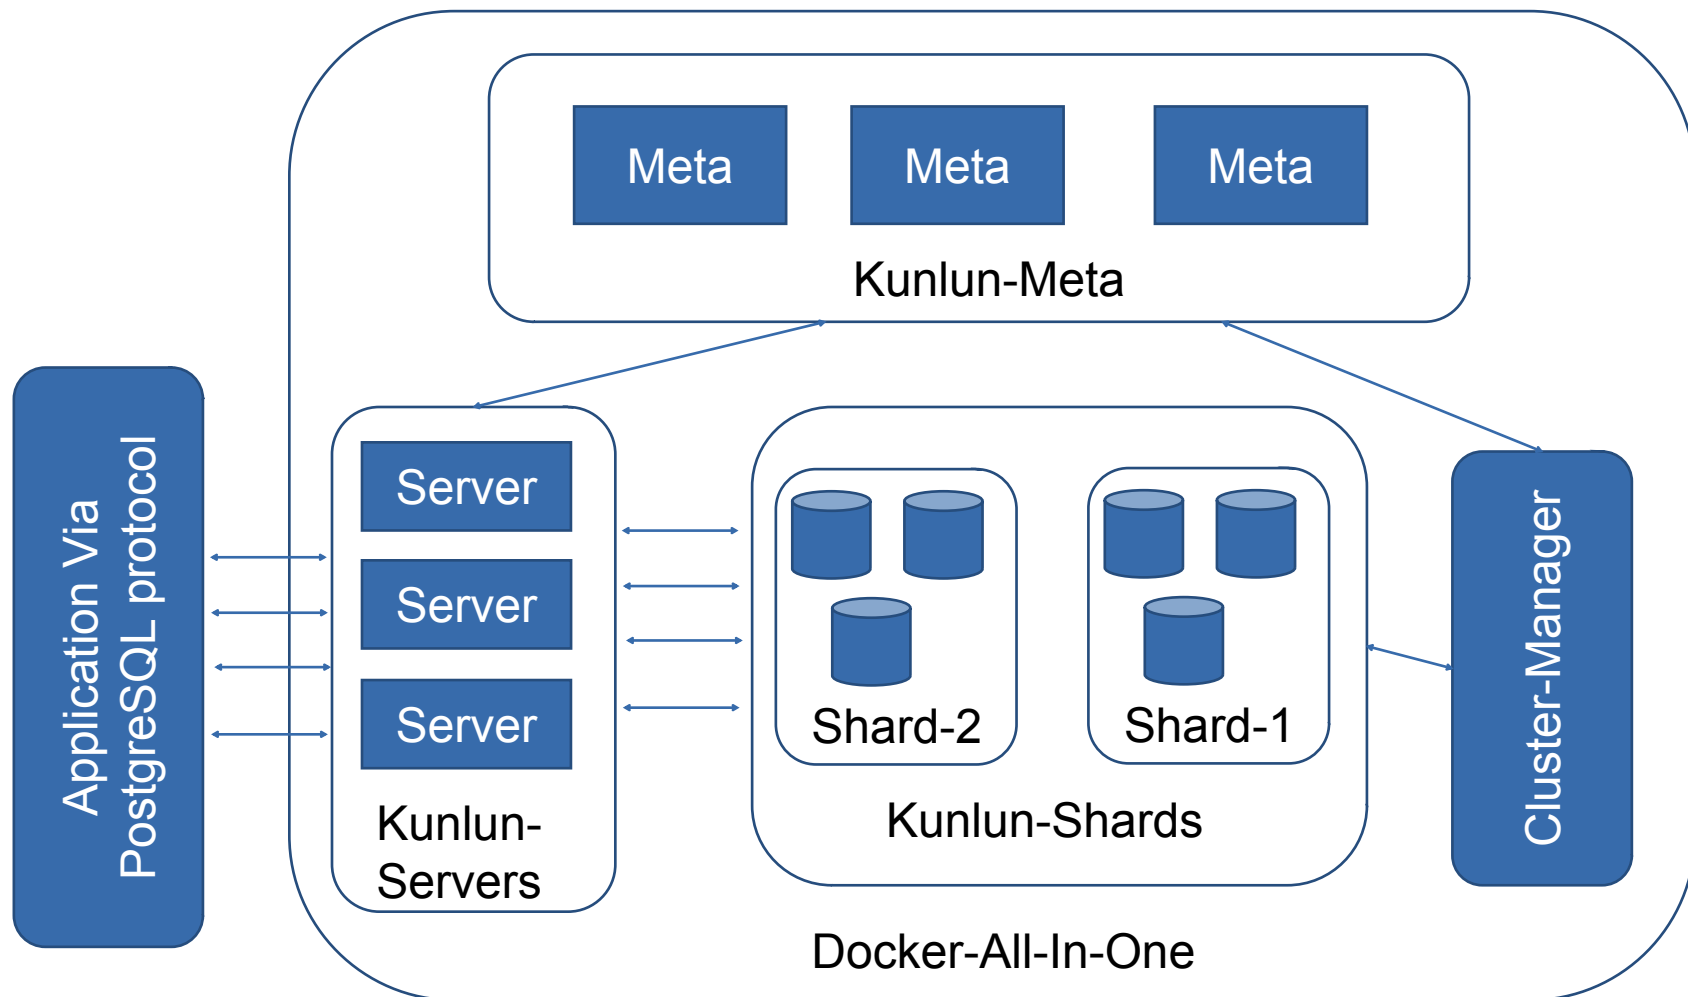 Meta
Meta
Meta
Kunlun-Meta
Application Via
PostgreSQL protocol
Server
Server
Server
Kunlun-
Servers
Shard-2
Shard-1
Kunlun-Shards
Cluster-Manager
Docker-All-In-One